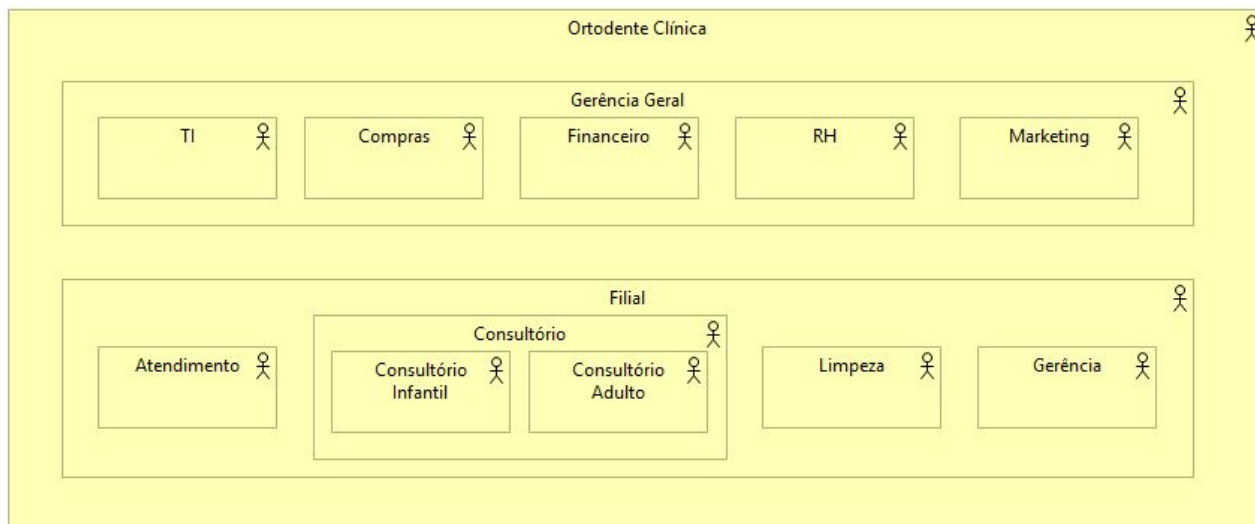 Ortodente Clínica
Gerência Geral
TI
Compras
Financeiro
RH
Marketing
Filial
Consultório
Atendimento
Consultório
Infantil
Consultório
Adulto
Limpeza
Gerência